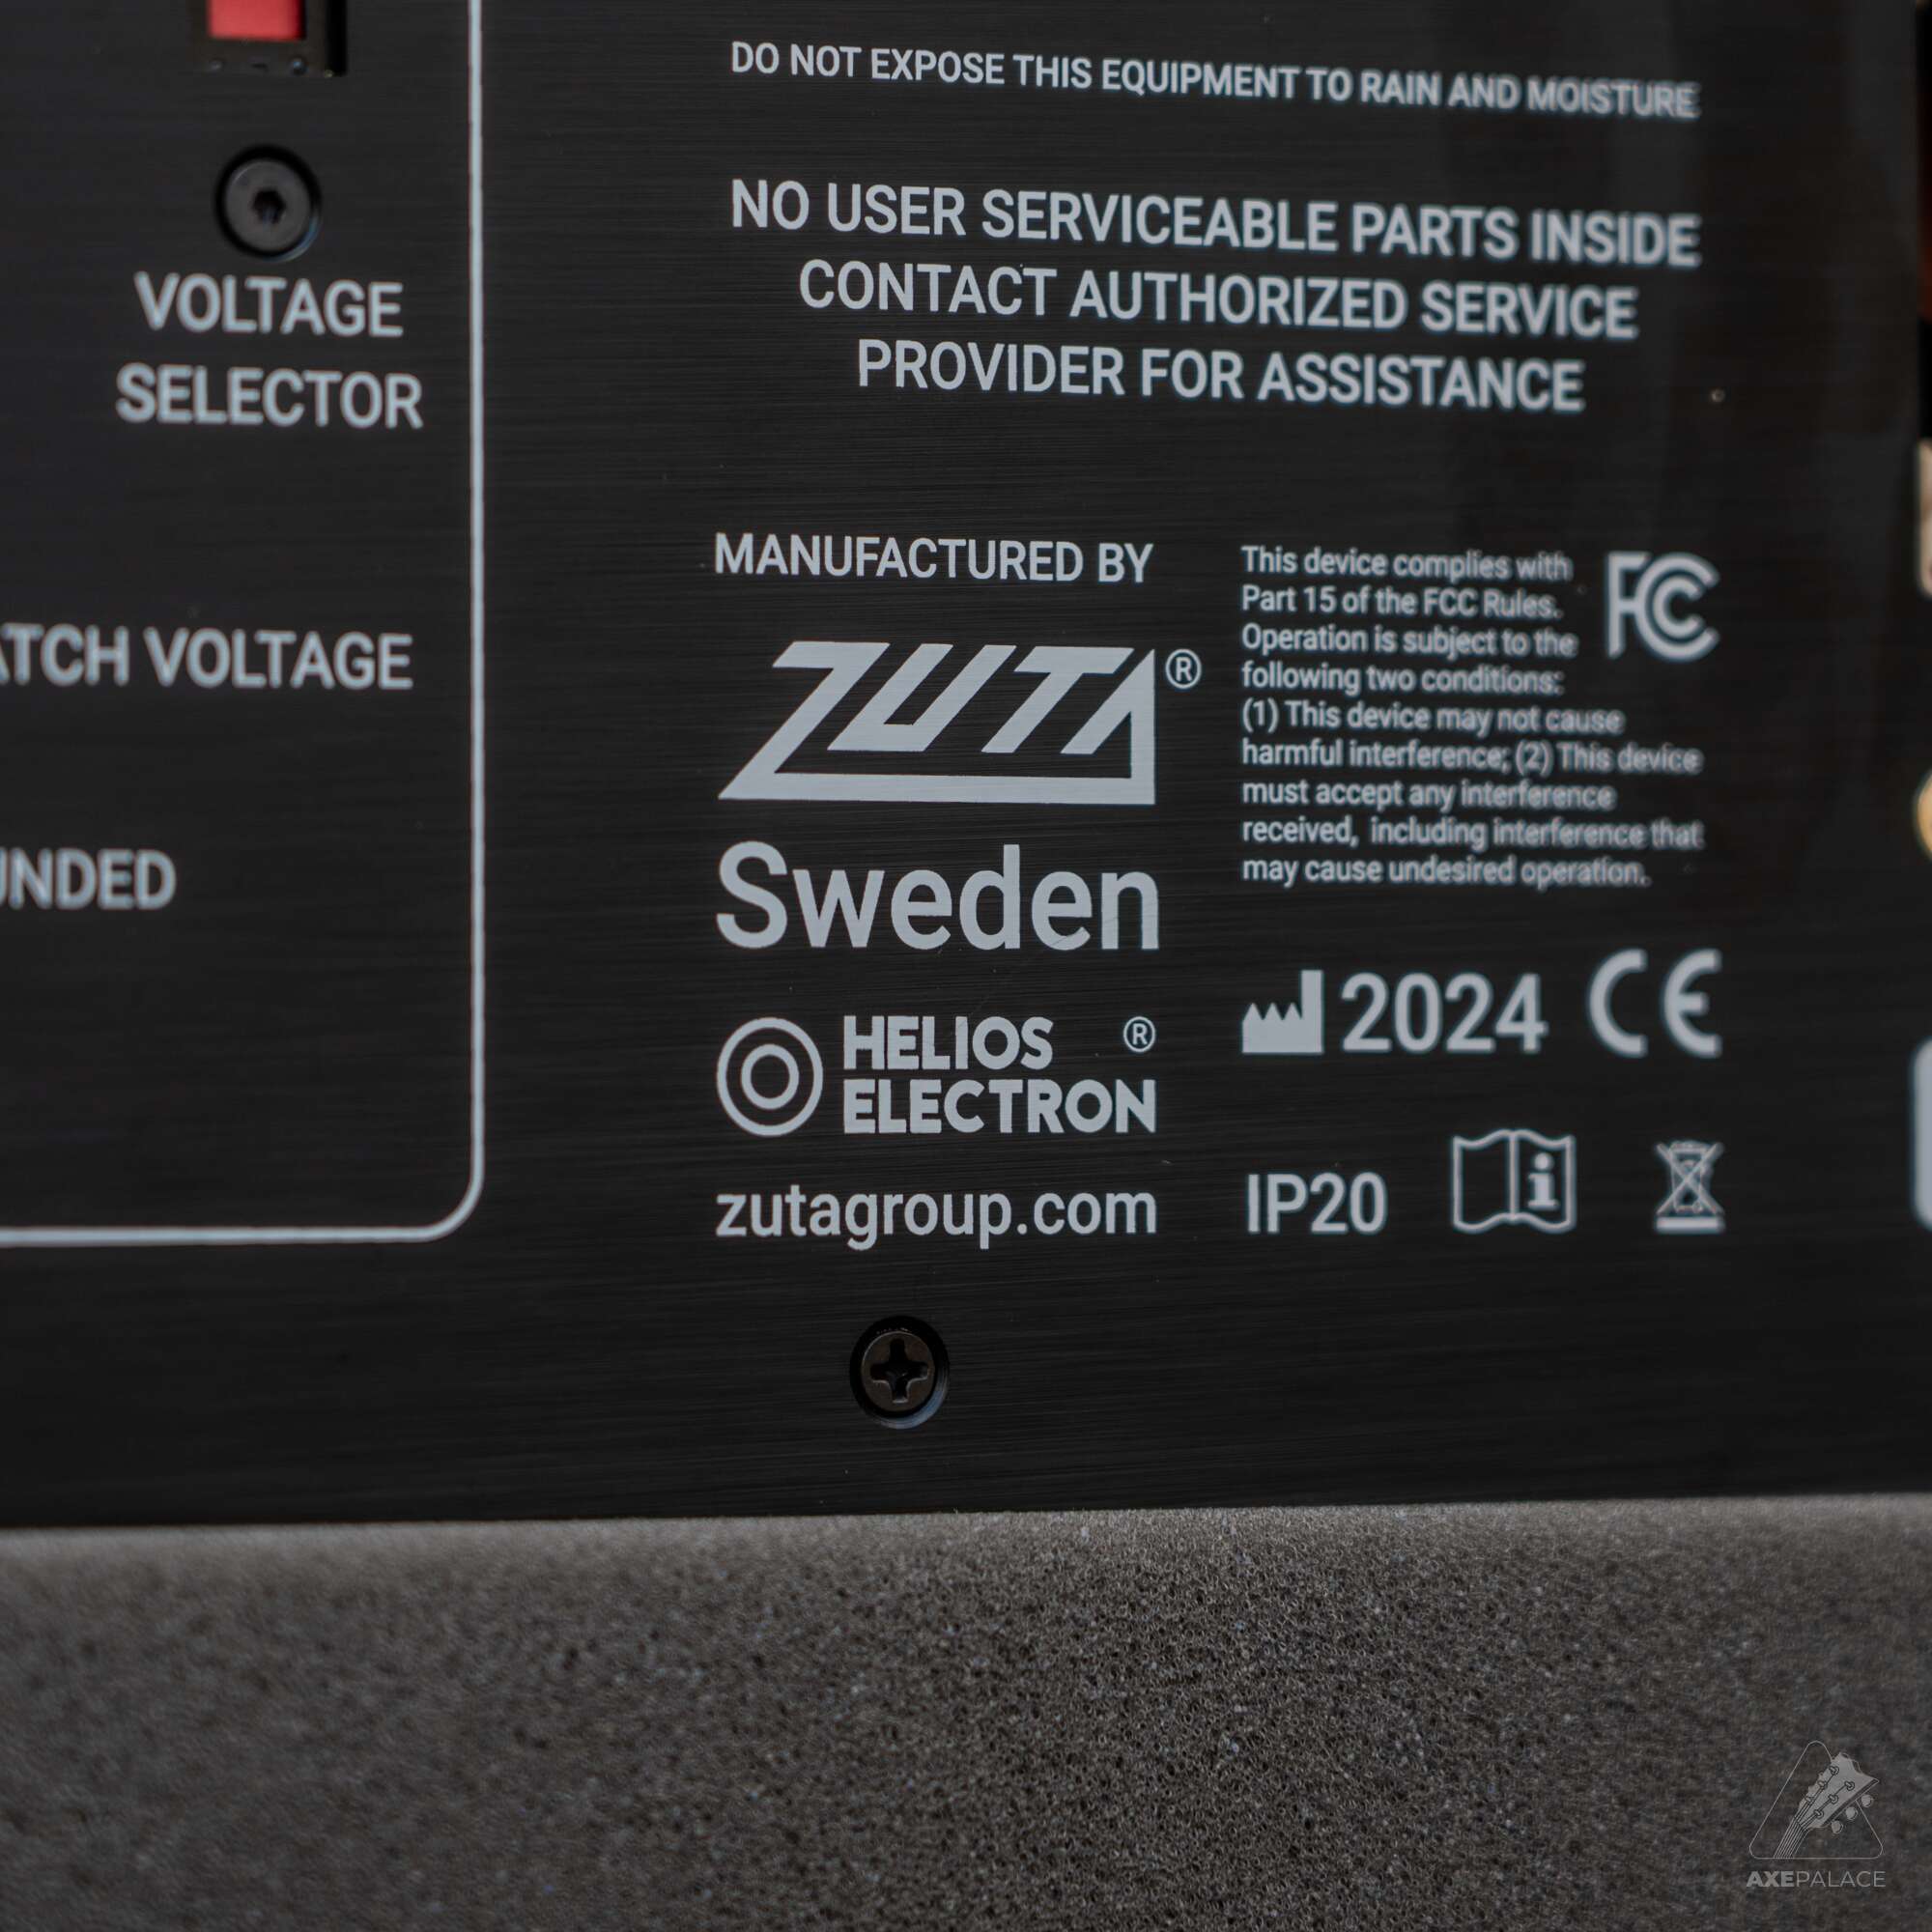 VOLTAGE
SELECTOR
ATCH VOLTAGE
UNDED
DO NOT EXPOSE THIS EQUIPMENT TO RAIN AND MOISTURE
NO USER SERVICEABLE PARTS INSIDE
CONTACT AUTHORIZED SERVICE
PROVIDER FOR ASSISTANCE
MANUFACTURED BY
ZUTA®
Sweden
HELIOS ®
ELECTRON
zutagroup.com
This device complies with
Part 15 of the FCC Rules.
Operation is subject to the
following two conditions:
(1) This device may not cause
harmful interference; (2) This device
must accept any interference
received, including interference that
may cause undesired operation.
FC
2024 CE
IP20
AXEPALACE